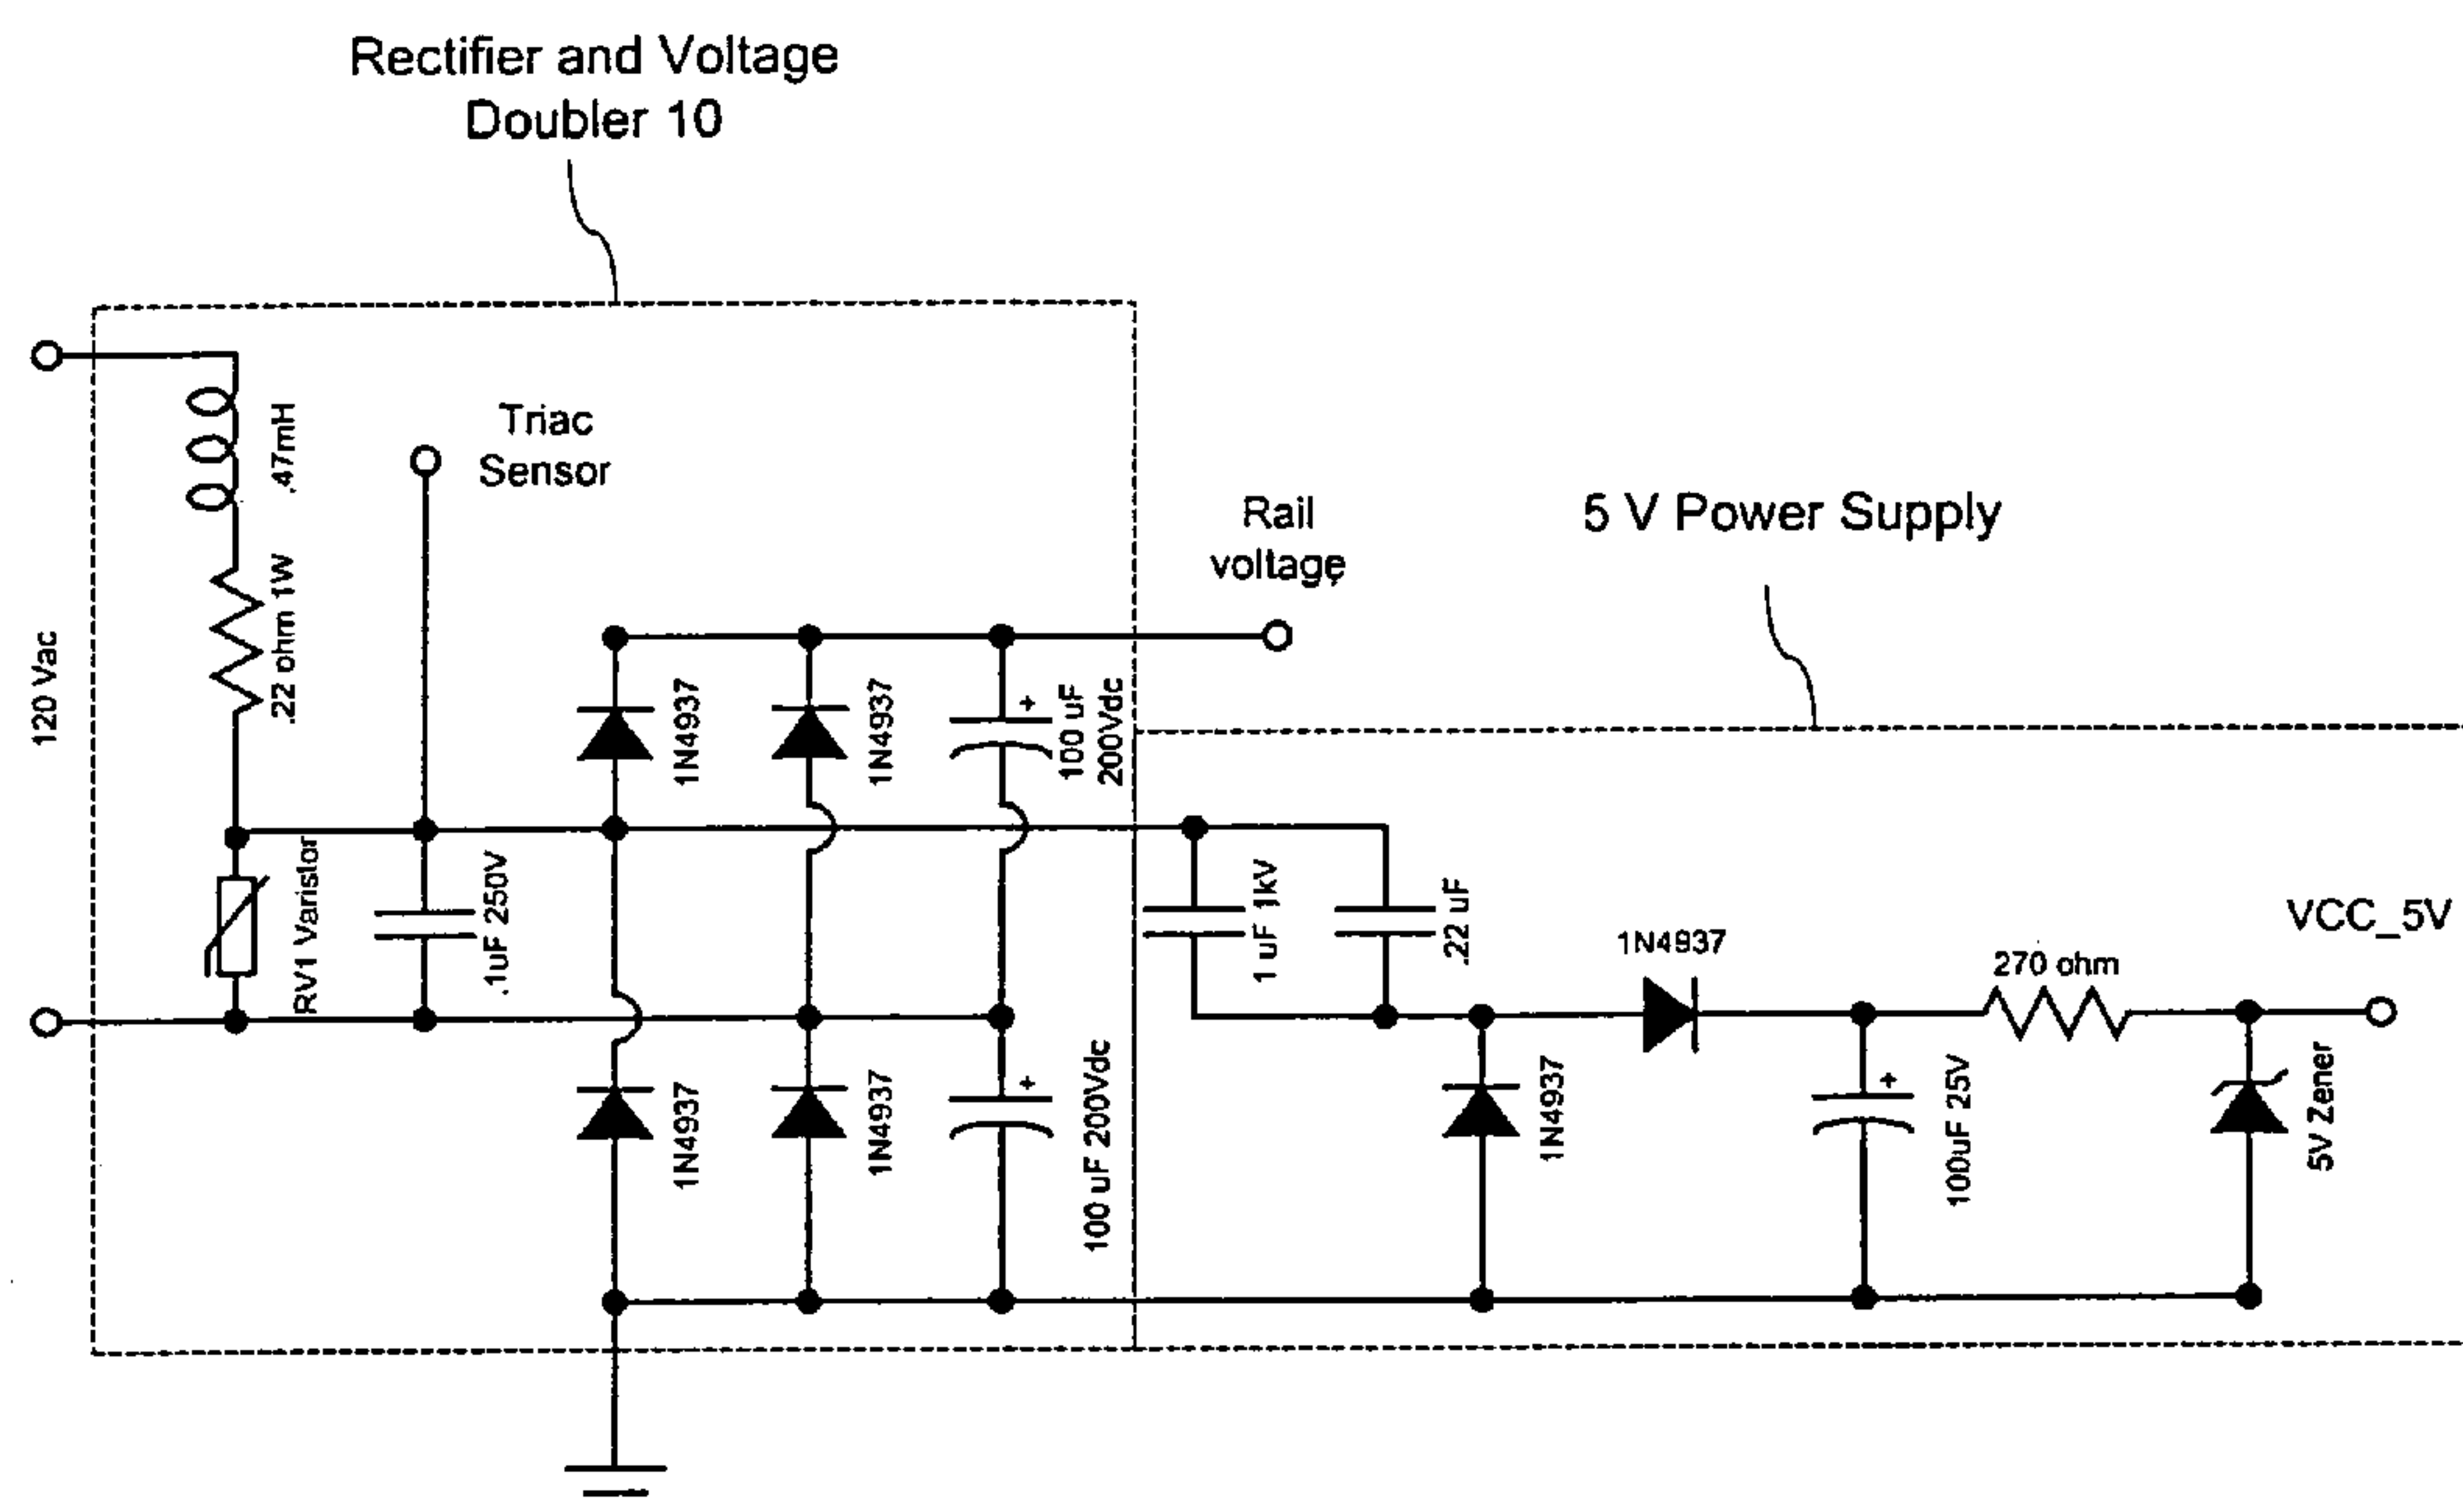 Rectifier and Voltage
Doubler 10
.47mH
Triac
Sensor
Rail
voltage
5 V Power Supply
120 Vac
.22 ohm 1W
1N4937
1N4937
+
100 uF
200Vdc
RV1 Varistor
.1uF 250V
1 uF 1kV
.22 uF
1N4937
270 ohm
VCC_5V
1N4937
1N4937
+
100 uF 200Vdc
1N4937
+
100uF 25V
5V Zener